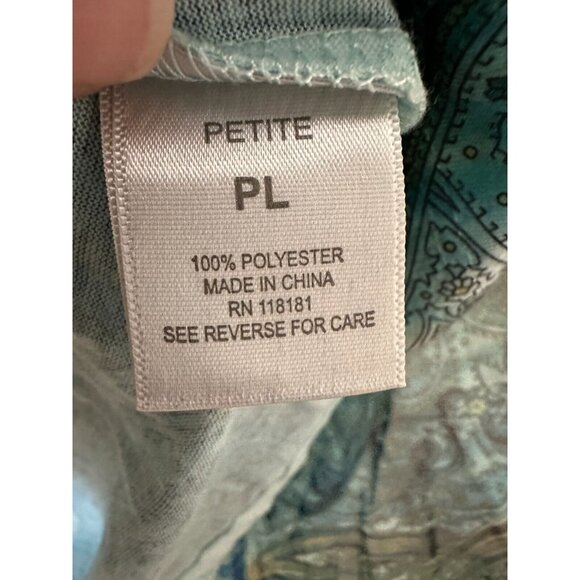 PETITE
PL
100% POLYESTER
MADE IN CHINA
RN 118181
SEE REVERSE FOR CARE